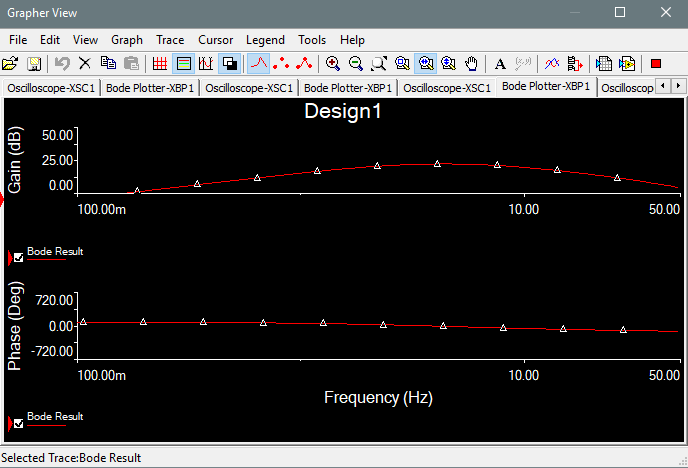 Grapher View
File Edit View Graph Trace Cursor Legend Tools Help
A
Oscilloscope-XSC1 Bode Plotter-XBP1 Oscilloscope-XSC1 Bode Plotter-XBP1 Oscilloscope-XSC1 Bode Plotter-XBP1 Oscilloscop
Design1
Gain (dB)
50.00
25.00
0.00
100.00m 10.00 50.00
Bode Result
Phase (Deg)
720.00
0.00
-720.00
100.00m 10.00 50.00
Frequency (Hz)
Bode Result
Selected Trace:Bode Result